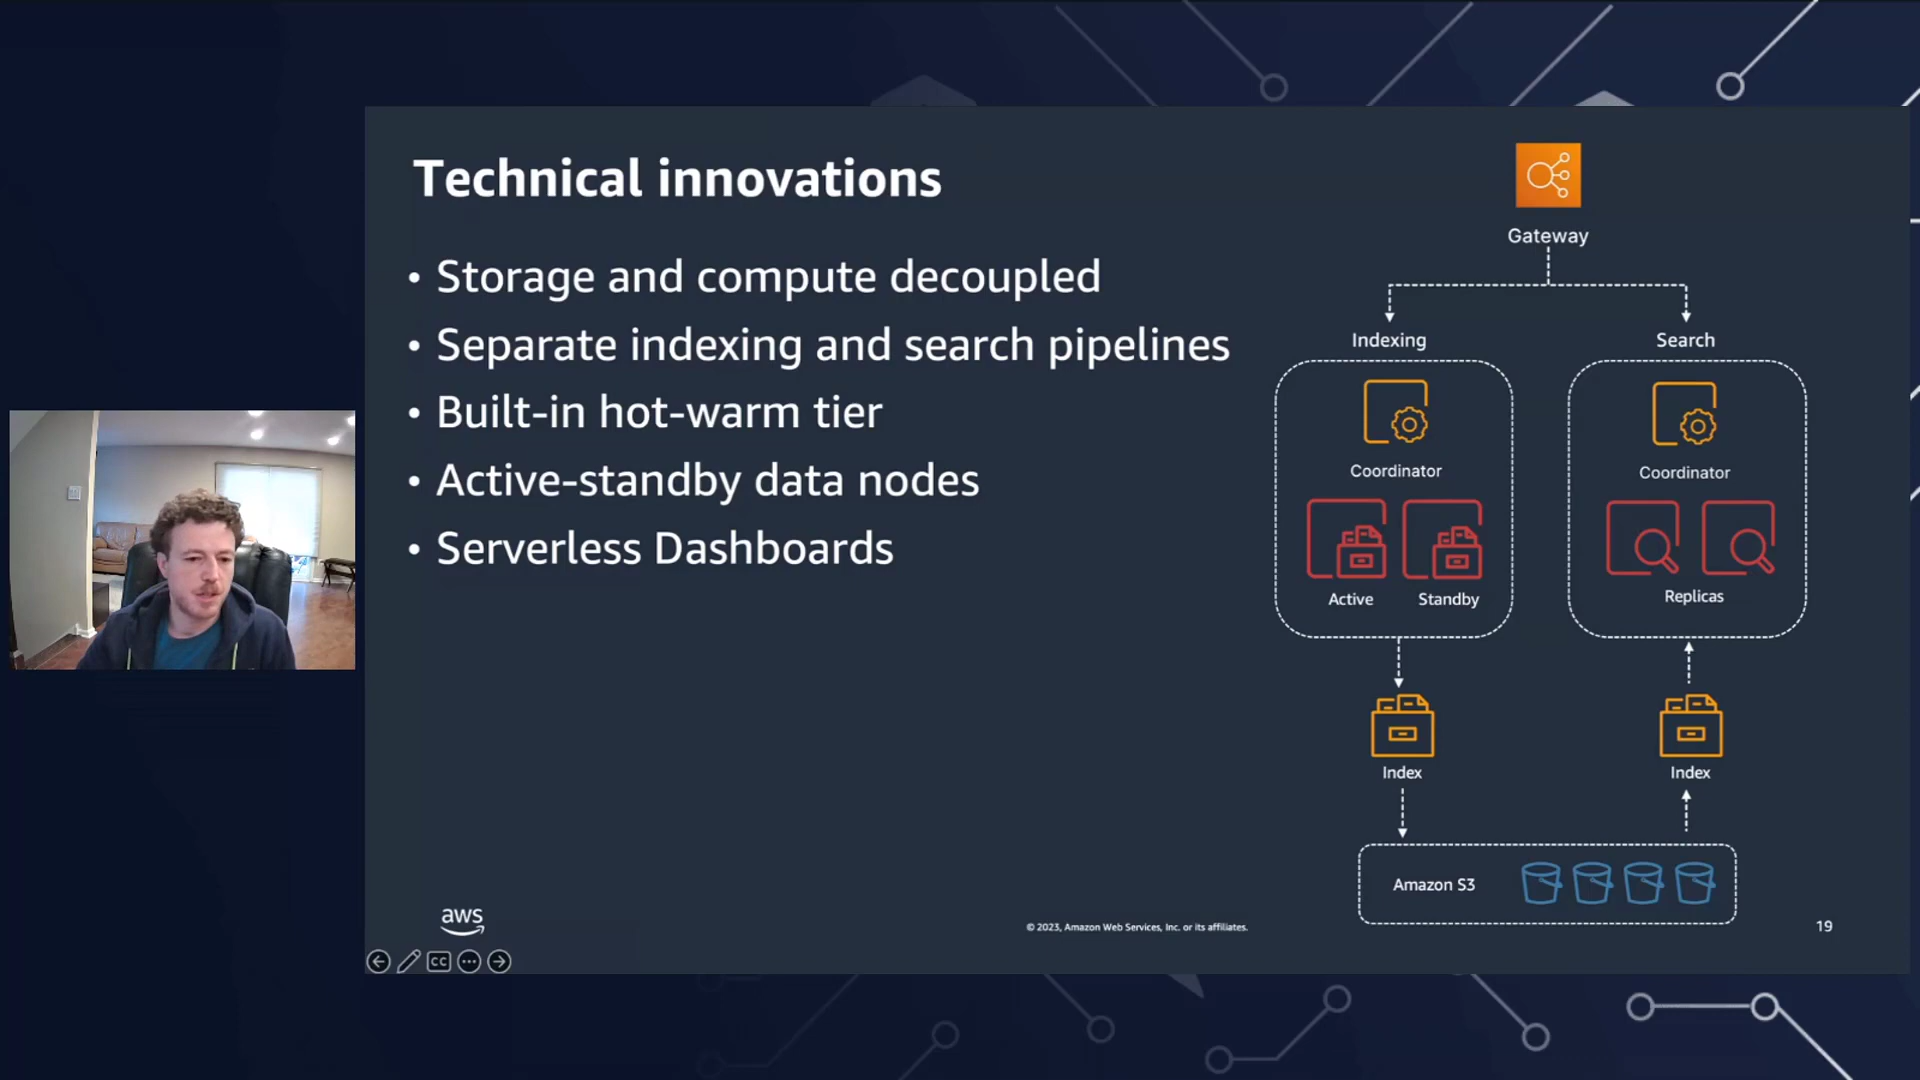 Technical innovations
• Storage and compute decoupled
• Separate indexing and search pipelines
• Built-in hot-warm tier
• Active-standby data nodes
• Serverless Dashboards
Gateway
Indexing
Search
Coordinator
Coordinator
Active
Standby
Replicas
Index
Index
Amazon S3
aws
© 2023, Amazon Web Services, Inc. or its affiliates.
19
CC